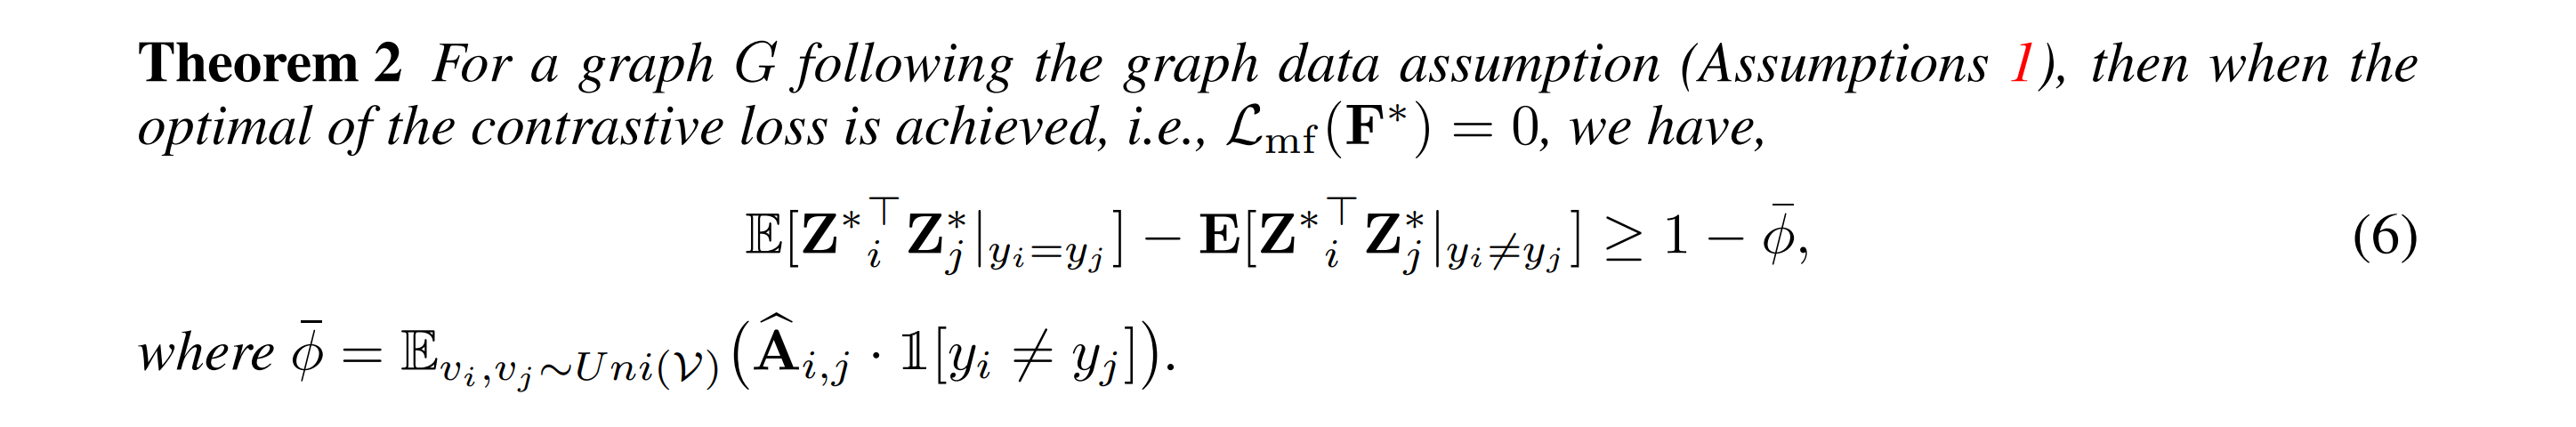 Theorem 2 For a graph G following the graph data assumption (Assumptions 1), then when the
optimal of the contrastive loss is achieved, i.e., ℒ_mf(F*) = 0, we have,
𝔼[Z*_i^⊤ Z*_j|_{y_i=y_j}] − E[Z*_i^⊤ Z*_j|_{y_i≠y_j}] ≥ 1 − ϕ̄, (6)
where ϕ̄ = 𝔼_{v_i,v_j∼Uni(𝒱)}(Â_{i,j} · 𝟙[y_i ≠ y_j]).